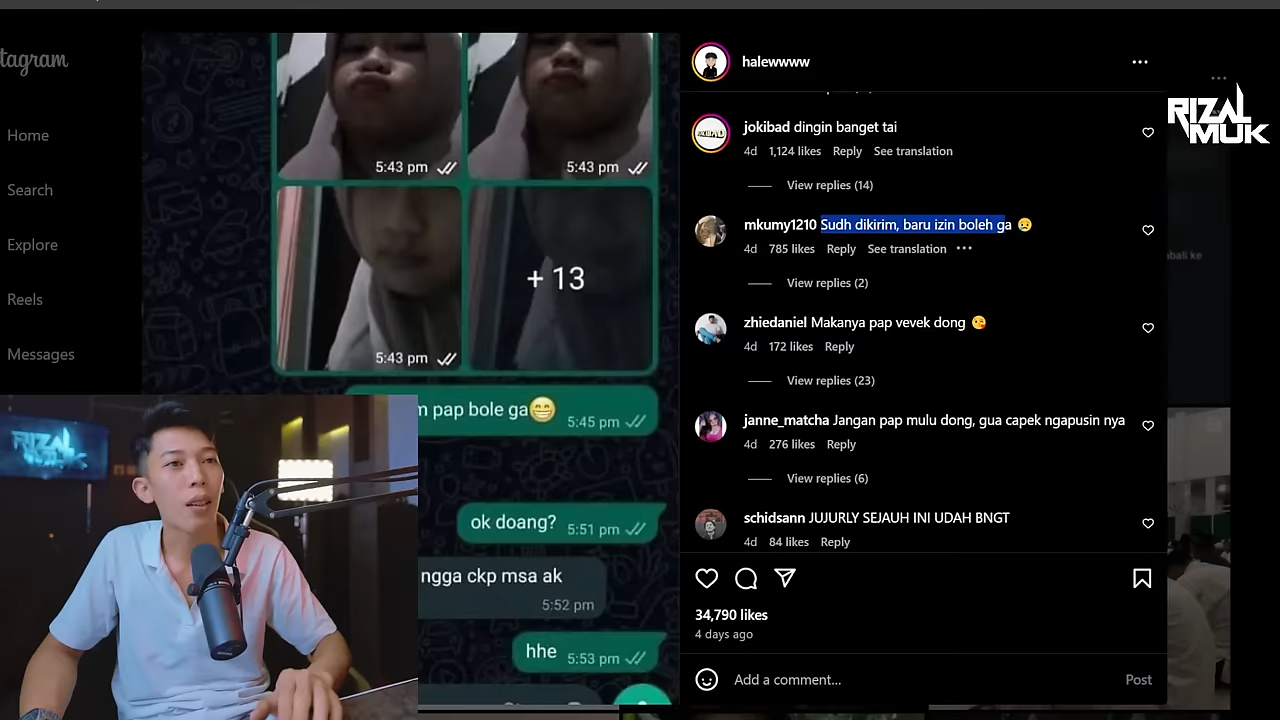 tagram
Home
Search
Explore
Reels
Messages
5:43 pm
5:43 pm
5:43 pm
+ 13
pap bole ga😁 5:45 pm
ok doang? 5:51 pm
ngga ckp msa ak
5:52 pm
hhe 5:53 pm
halewwww
jokibad dingin banget tai
4d 1,124 likes Reply See translation
View replies (14)
mkumy1210 Sudh dikirim, baru izin boleh ga 😢
4d 785 likes Reply See translation
View replies (2)
zhiedaniel Makanya pap vevek dong 😘
4d 172 likes Reply
View replies (23)
janne_matcha Jangan pap mulu dong, gua capek ngapusin nya
4d 276 likes Reply
View replies (6)
schidsann JUJURLY SEJAUH INI UDAH BNGT
4d 84 likes Reply
34,790 likes
4 days ago
Add a comment...
Post
RIZAL
MUK
bali ke
RIZAL